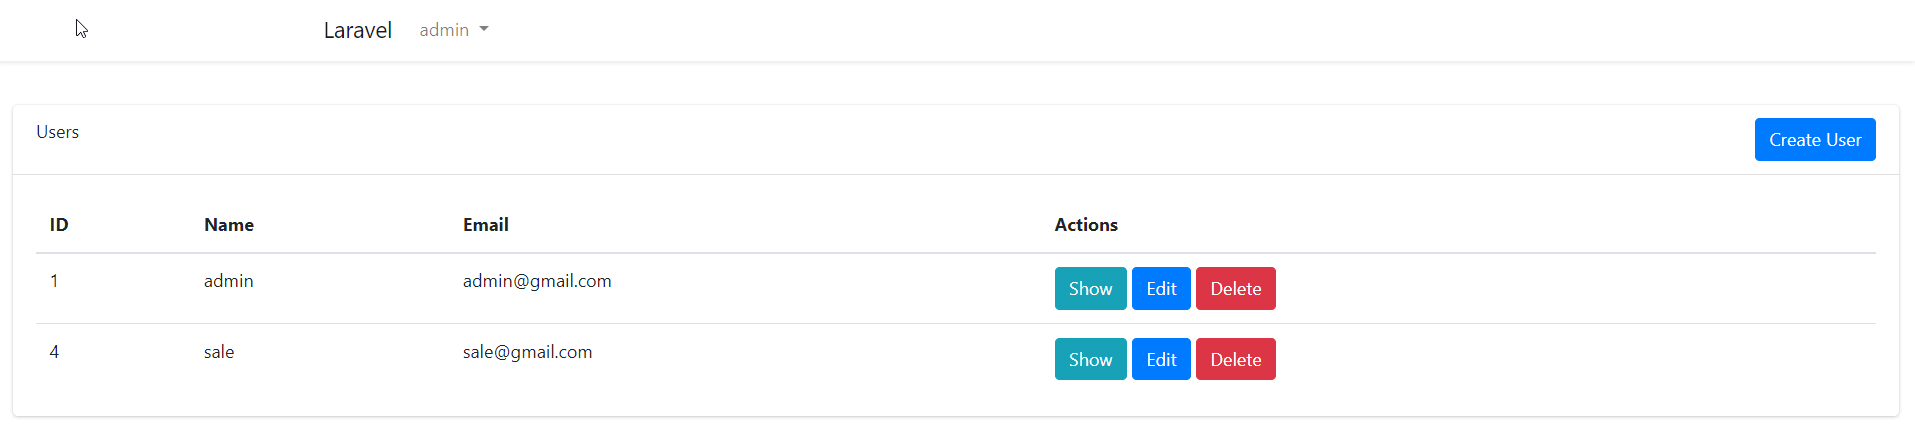 Laravel admin
Users Create User
ID Name Email Actions
1 admin admin@gmail.com Show Edit Delete
4 sale sale@gmail.com Show Edit Delete